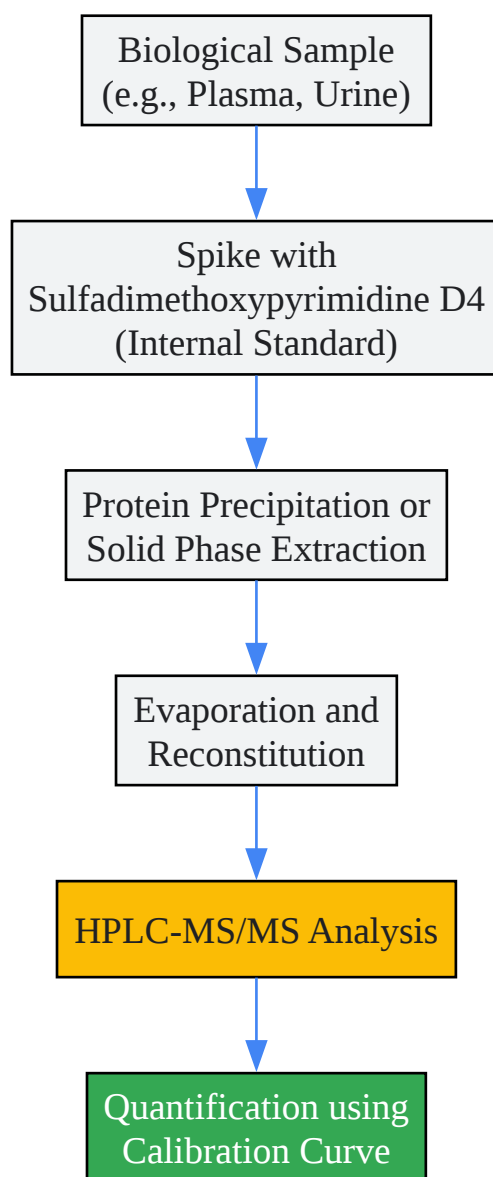 Biological Sample
(e.g., Plasma, Urine)
Spike with
Sulfadimethoxypyrimidine D4
(Internal Standard)
Protein Precipitation or
Solid Phase Extraction
Evaporation and
Reconstitution
HPLC-MS/MS Analysis
Quantification using
Calibration Curve